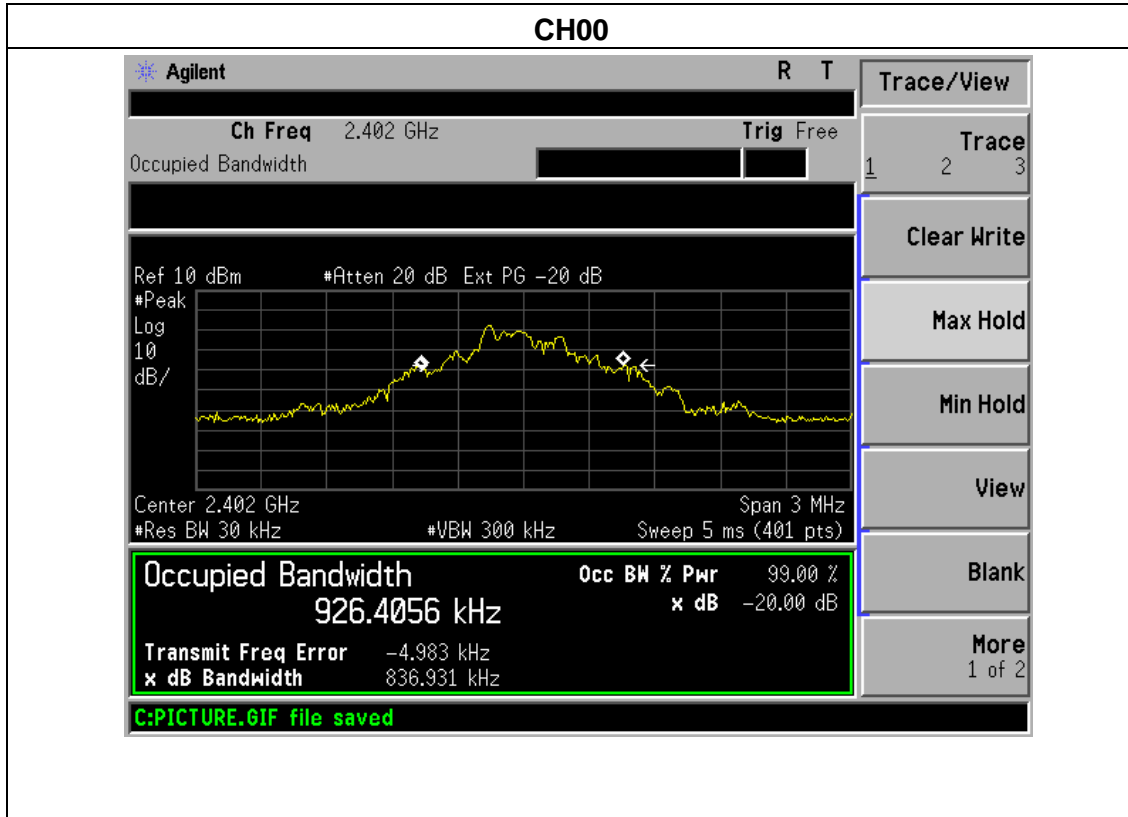 CH00
Agilent R T
Ch Freq 2.402 GHz Trig Free
Occupied Bandwidth
Ref 10 dBm #Atten 20 dB Ext PG -20 dB
#Peak
Log
10
dB/
Center 2.402 GHz Span 3 MHz
#Res BW 30 kHz #VBW 300 kHz Sweep 5 ms (401 pts)
Occupied Bandwidth Occ BW % Pwr 99.00 %
926.4056 kHz x dB -20.00 dB
Transmit Freq Error -4.983 kHz
x dB Bandwidth 836.931 kHz
C:PICTURE.GIF file saved
Trace/View
Trace
1 2 3
Clear Write
Max Hold
Min Hold
View
Blank
More
1 of 2